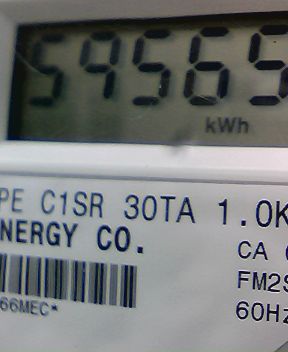 59565
kWh
PE C1SR 30TA 1.0K
NERGY CO.
CA
FM2S
60Hz
66MEC*